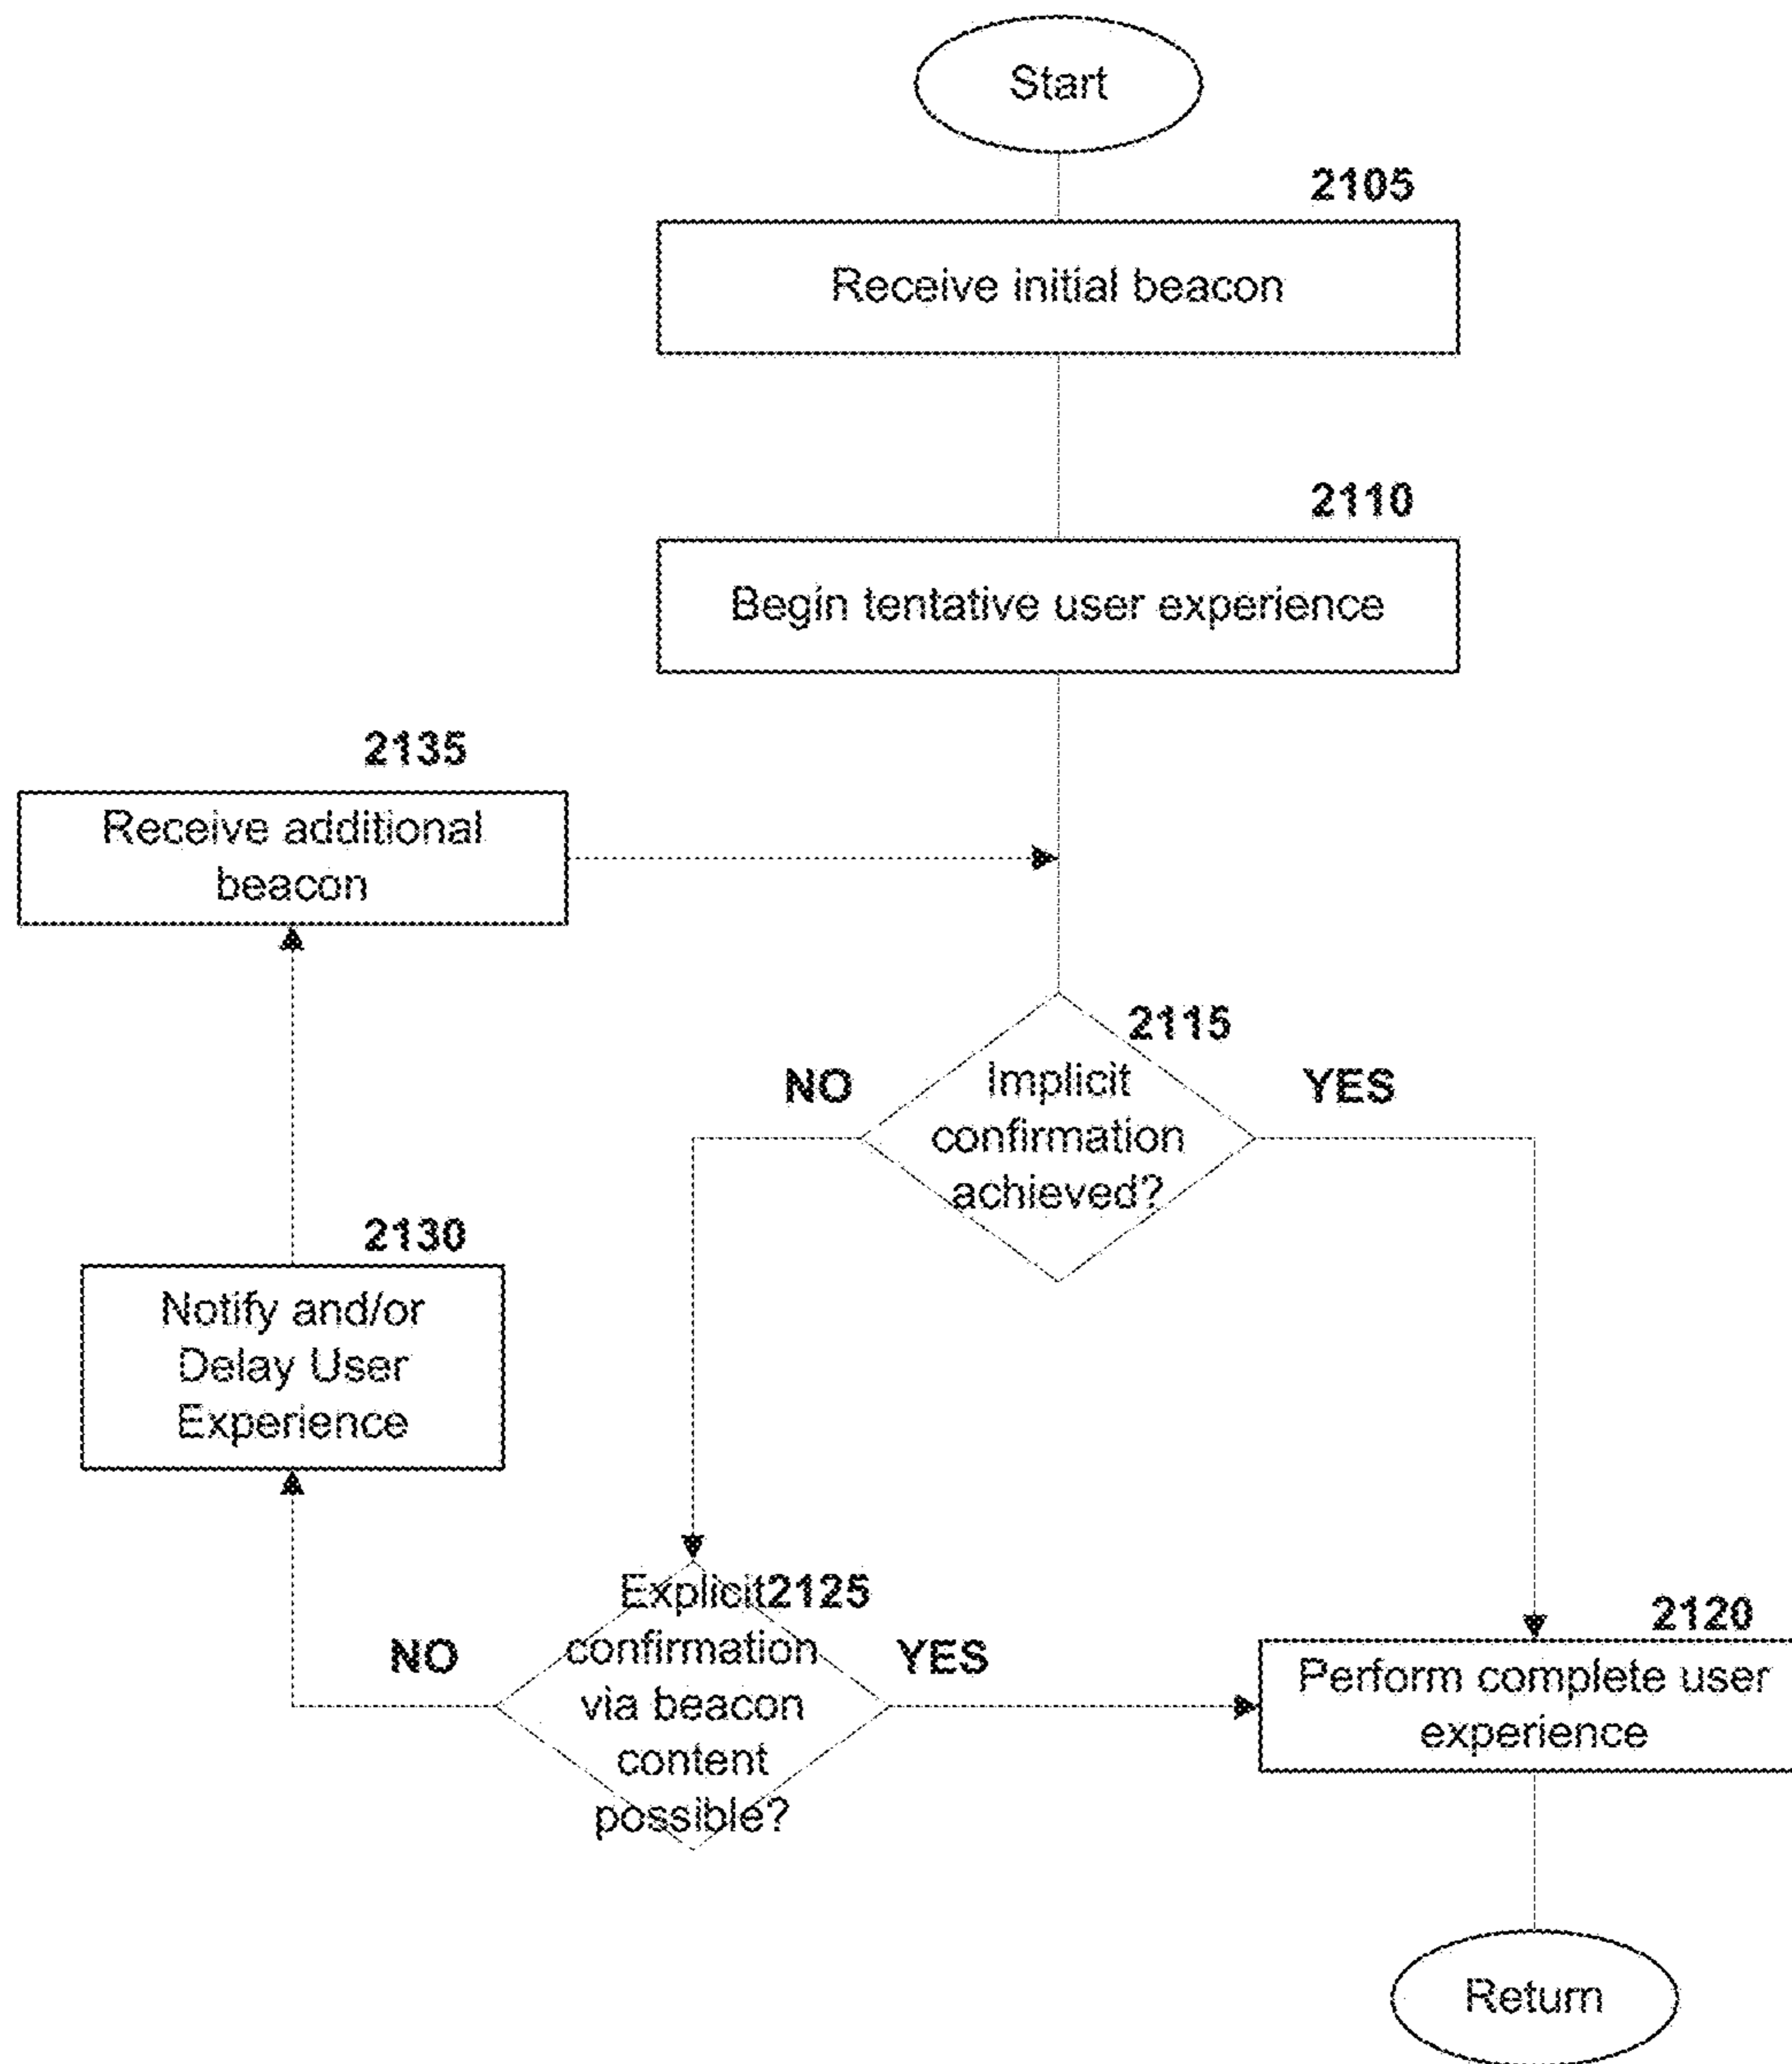 Start
2105
Receive initial beacon
2110
Begin tentative user experience
2135
Receive additional
beacon
2115
NO
Implicit
confirmation
achieved?
YES
2130
Notify and/or
Delay User
Experience
2125
NO
Explicit
confirmation
via beacon
content
possible?
YES
2120
Perform complete user
experience
Return